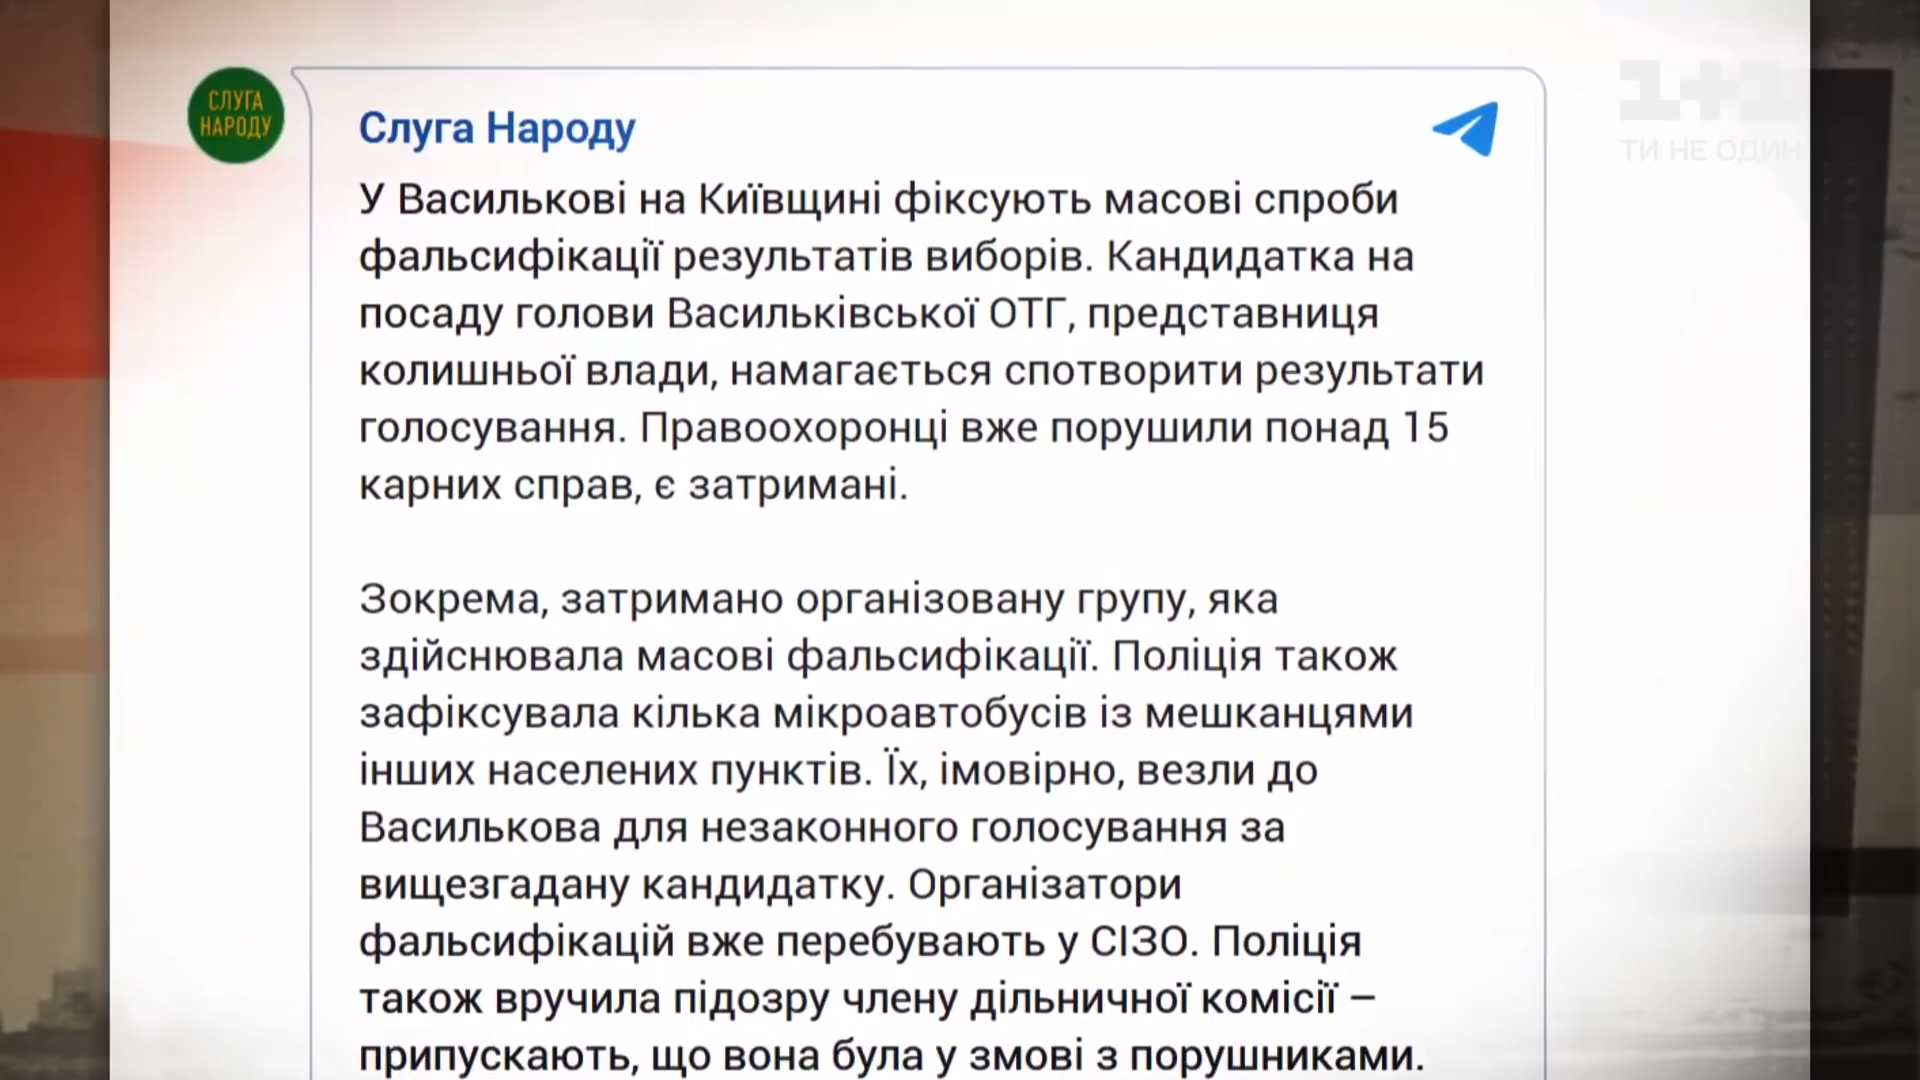 СЛУГА
НАРОДУ
Слуга Народу
1+1
ТИ НЕ ОДИН
У Василькові на Київщині фіксують масові спроби
фальсифікації результатів виборів. Кандидатка на
посаду голови Васильківської ОТГ, представниця
колишньої влади, намагається спотворити результати
голосування. Правоохоронці вже порушили понад 15
карних справ, є затримані.
Зокрема, затримано організовану групу, яка
здійснювала масові фальсифікації. Поліція також
зафіксувала кілька мікроавтобусів із мешканцями
інших населених пунктів. Їх, імовірно, везли до
Василькова для незаконного голосування за
вищезгадану кандидатку. Організатори
фальсифікацій вже перебувають у СІЗО. Поліція
також вручила підозру члену дільничної комісії –
припускають, що вона була у змові з порушниками.